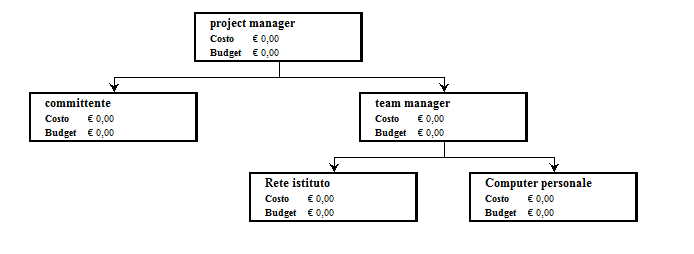 project manager
Costo € 0,00
Budget € 0,00
committente
Costo € 0,00
Budget € 0,00
team manager
Costo € 0,00
Budget € 0,00
Rete istituto
Costo € 0,00
Budget € 0,00
Computer personale
Costo € 0,00
Budget € 0,00